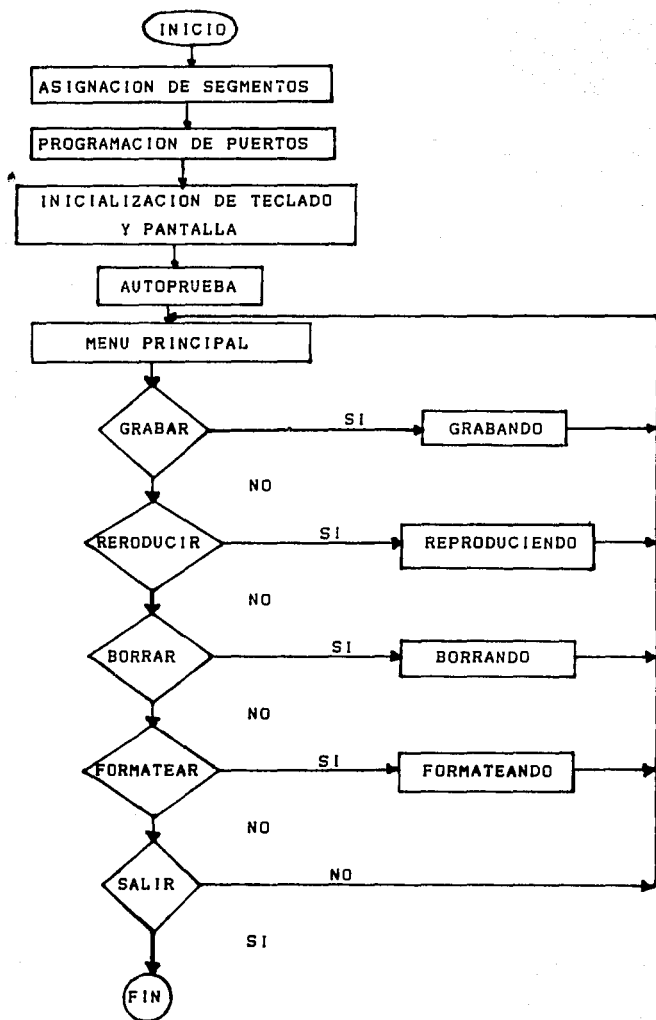 INICIO
ASIGNACION DE SEGMENTOS
PROGRAMACION DE PUERTOS
INICIALIZACION DE TECLADO
Y PANTALLA
AUTOPRUEBA
MENU PRINCIPAL
GRABAR
SI
GRABANDO
NO
RERODUCIR
SI
REPRODUCIENDO
NO
BORRAR
SI
BORRANDO
NO
FORMATEAR
SI
FORMATEANDO
NO
SALIR
NO
SI
FIN